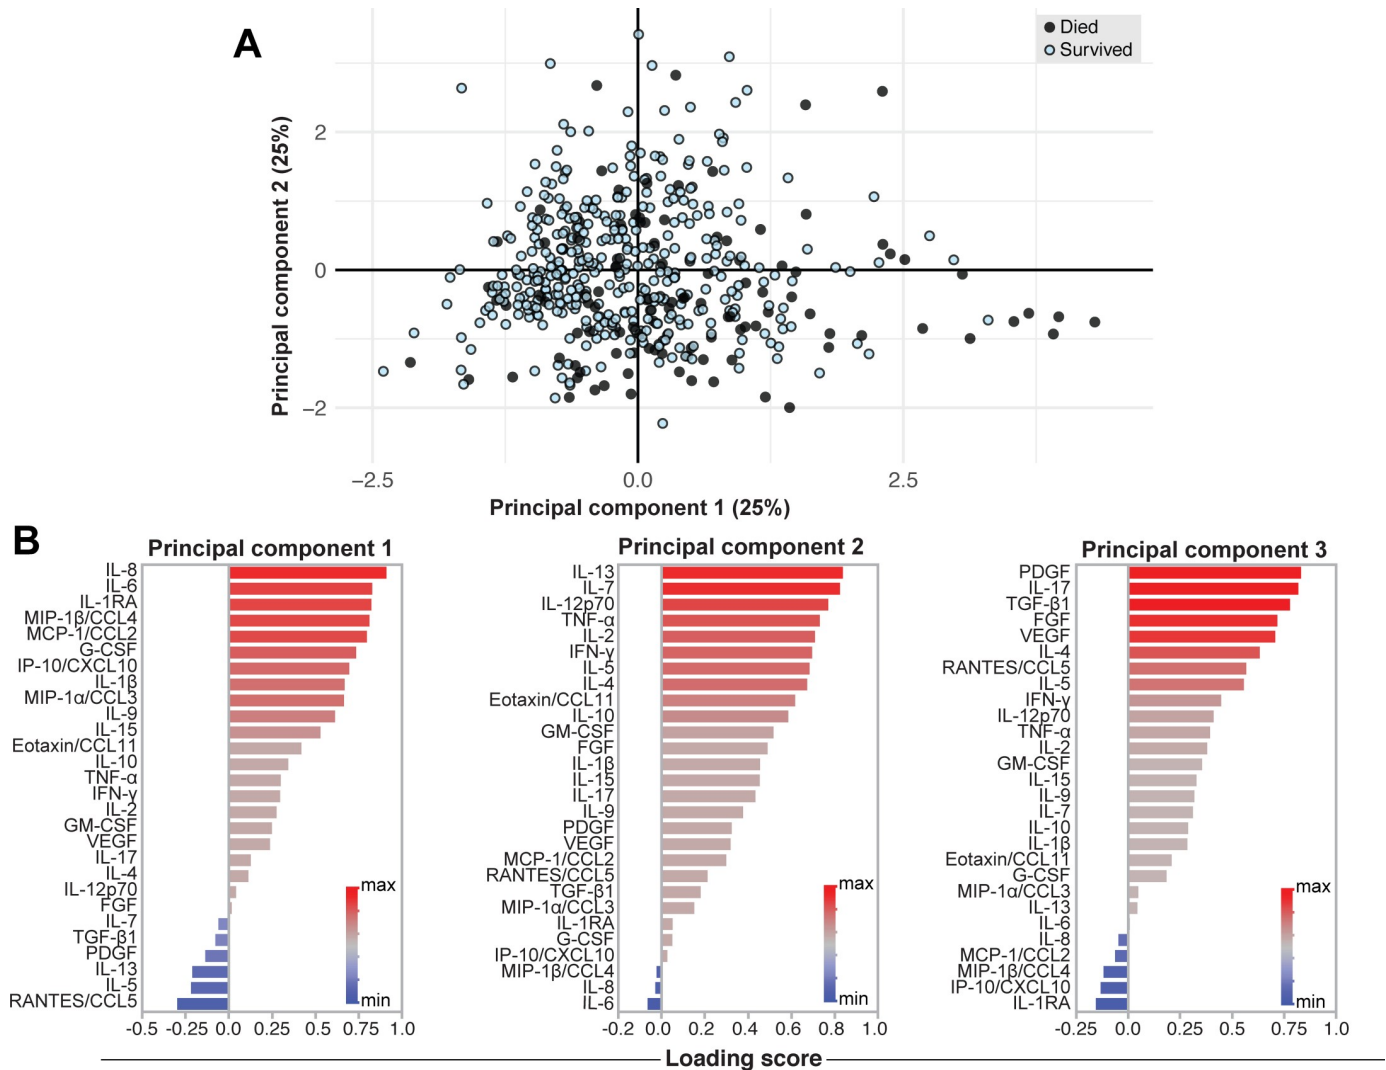 A
Died
Survived
Principal component 2 (25%)
2
0
−2
−2.5
0.0
2.5
Principal component 1 (25%)
B
Principal component 1
IL-8
IL-6
IL-1RA
MIP-1β/CCL4
MCP-1/CCL2
G-CSF
IP-10/CXCL10
IL-1β
MIP-1α/CCL3
IL-9
IL-15
Eotaxin/CCL11
IL-10
TNF-α
IFN-γ
IL-2
GM-CSF
VEGF
IL-17
IL-4
IL-12p70
FGF
IL-7
TGF-β1
PDGF
IL-13
IL-5
RANTES/CCL5
max
min
-0.5 0.0 0.25 0.5 0.75 1.0
Principal component 2
IL-13
IL-7
IL-12p70
TNF-α
IL-2
IFN-γ
IL-5
IL-4
Eotaxin/CCL11
IL-10
GM-CSF
FGF
IL-1β
IL-15
IL-17
IL-9
PDGF
VEGF
MCP-1/CCL2
RANTES/CCL5
TGF-β1
MIP-1α/CCL3
IL-1RA
G-CSF
IP-10/CXCL10
MIP-1β/CCL4
IL-8
IL-6
max
min
-0.2 0.0 0.2 0.4 0.6 0.8 1.0
Principal component 3
PDGF
IL-17
TGF-β1
FGF
VEGF
IL-4
RANTES/CCL5
IL-5
IFN-γ
IL-12p70
TNF-α
IL-2
GM-CSF
IL-15
IL-9
IL-7
IL-10
IL-1β
Eotaxin/CCL11
G-CSF
MIP-1α/CCL3
IL-13
IL-6
IL-8
MCP-1/CCL2
MIP-1β/CCL4
IP-10/CXCL10
IL-1RA
max
min
-0.25 0.0 0.25 0.5 0.75 1.0
Loading score